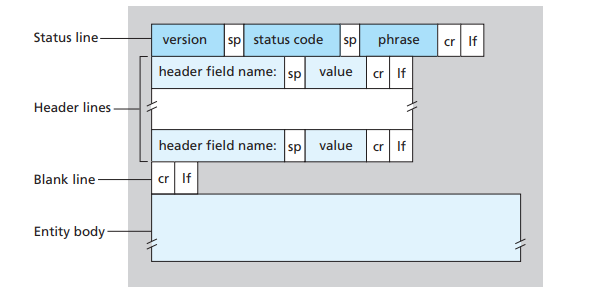 Status line version sp status code sp phrase cr lf
header field name: sp value cr lf
Header lines
header field name: sp value cr lf
Blank line cr lf
Entity body